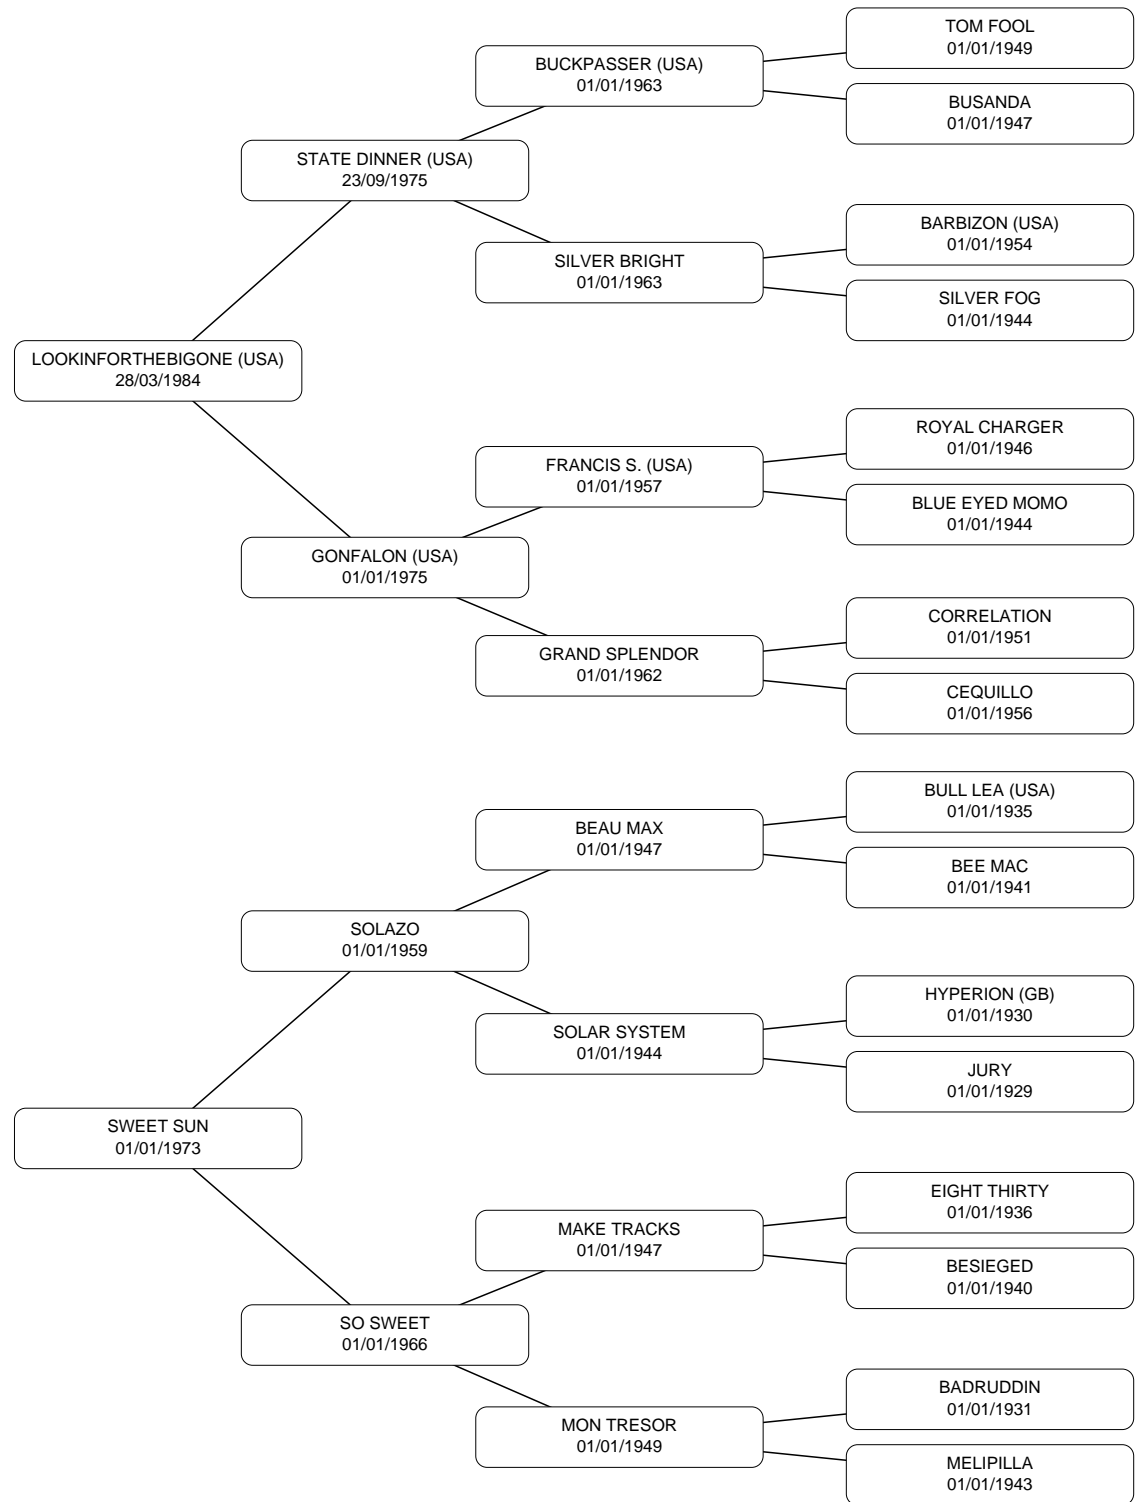 TOM FOOL
01/01/1949
BUCKPASSER (USA)
01/01/1963
BUSANDA
01/01/1947
STATE DINNER (USA)
23/09/1975
BARBIZON (USA)
01/01/1954
SILVER BRIGHT
01/01/1963
SILVER FOG
01/01/1944
LOOKINFORTHEBIGONE (USA)
28/03/1984
ROYAL CHARGER
01/01/1946
FRANCIS S. (USA)
01/01/1957
BLUE EYED MOMO
01/01/1944
GONFALON (USA)
01/01/1975
CORRELATION
01/01/1951
GRAND SPLENDOR
01/01/1962
CEQUILLO
01/01/1956
BULL LEA (USA)
01/01/1935
BEAU MAX
01/01/1947
BEE MAC
01/01/1941
SOLAZO
01/01/1959
HYPERION (GB)
01/01/1930
SOLAR SYSTEM
01/01/1944
JURY
01/01/1929
SWEET SUN
01/01/1973
EIGHT THIRTY
01/01/1936
MAKE TRACKS
01/01/1947
BESIEGED
01/01/1940
SO SWEET
01/01/1966
BADRUDDIN
01/01/1931
MON TRESOR
01/01/1949
MELIPILLA
01/01/1943